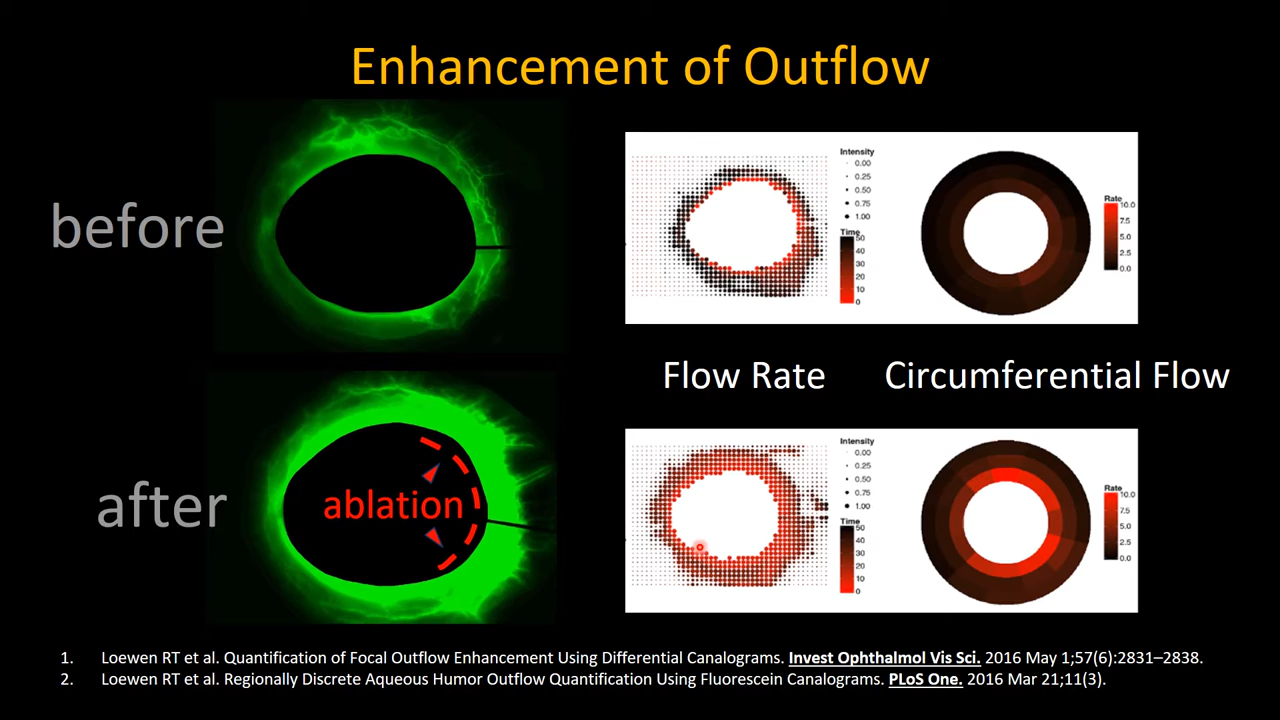 Enhancement of Outflow
before
Intensity
0.00
0.25
0.50
0.75
1.00
Time
50
40
30
20
10
0
Rate
10.0
7.5
5.0
2.5
0.0
Flow Rate
Circumferential Flow
after
ablation
Intensity
0.00
0.25
0.50
0.75
1.00
Time
50
40
30
20
10
0
Rate
10.0
7.5
5.0
2.5
0.0
1. Loewen RT et al. Quantification of Focal Outflow Enhancement Using Differential Canalograms. Invest Ophthalmol Vis Sci. 2016 May 1;57(6):2831–2838.
2. Loewen RT et al. Regionally Discrete Aqueous Humor Outflow Quantification Using Fluorescein Canalograms. PLoS One. 2016 Mar 21;11(3).